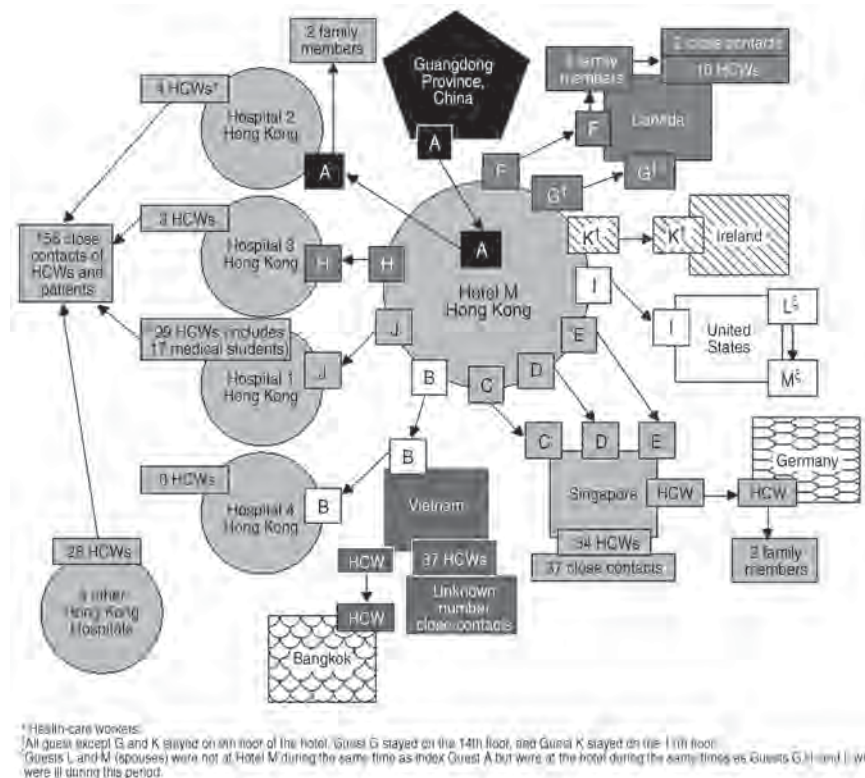 2 family
members
Guangdong
Province,
China
2 close contacts
10 HCWs
family
members
4 HCWs*
Hospital 2
Hong Kong
Canada
A
A
F
F
G†
G†
A
K†
K†
Ireland
3 HCWs
Hospital 3
Hong Kong
H
H
Hotel M
Hong Kong
156 close
contacts of
HCWs and
patients
I
I
United
States
L§
M§
29 HCWs (includes
17 medical students)
Hospital 1
Hong Kong
J
J
E
D
C
B
C
D
E
B
B
0 HCWs
Hospital 4
Hong Kong
Vietnam
Singapore
HCW
HCW
Germany
34 HCWs
37 close contacts
HCW
37 HCWs
3 family
members
28 HCWs
4 other
Hong Kong
Hospitals
HCW
Unknown
number
close contacts
Bangkok
* Health-care workers.
†All guest except G and K stayed on 9th floor of the hotel. Guest G stayed on the 14th floor, and Guest K stayed on the 11th floor.
Guests L and M (spouses) were not at Hotel M during the same time as index Guest A but were at the hotel during the same times as Guests G, H and I,
were ill during this period.